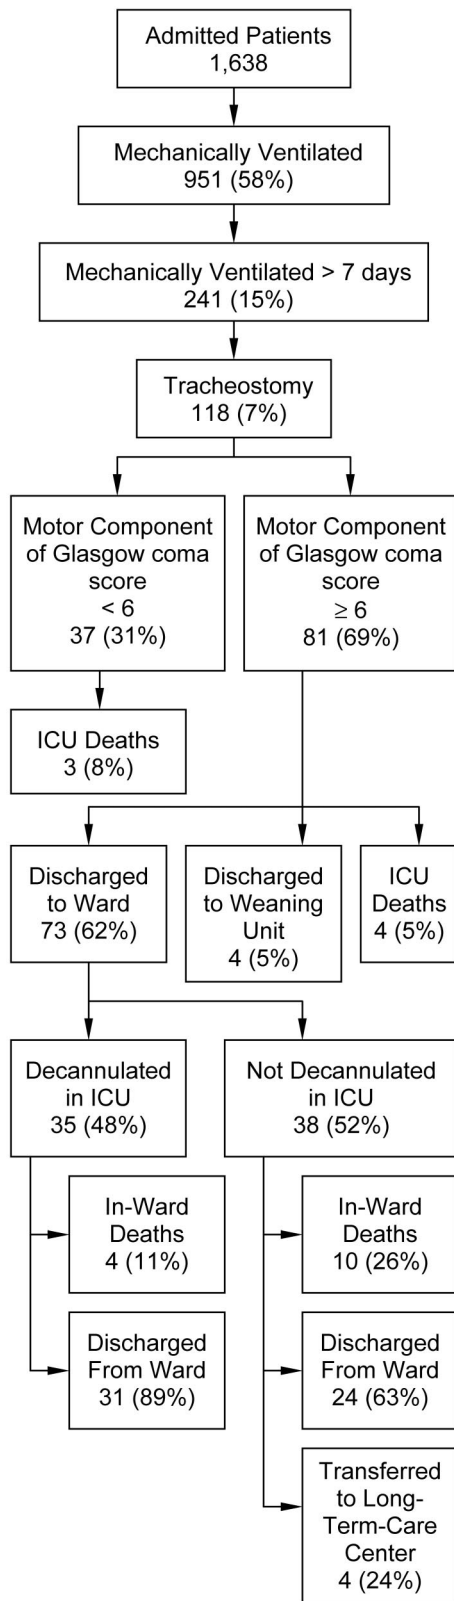 Admitted Patients
1,638
Mechanically Ventilated
951 (58%)
Mechanically Ventilated > 7 days
241 (15%)
Tracheostomy
118 (7%)
Motor Component
of Glasgow coma
score
< 6
37 (31%)
Motor Component
of Glasgow coma
score
≥ 6
81 (69%)
ICU Deaths
3 (8%)
Discharged
to Ward
73 (62%)
Discharged
to Weaning
Unit
4 (5%)
ICU
Deaths
4 (5%)
Decannulated
in ICU
35 (48%)
Not Decannulated
in ICU
38 (52%)
In-Ward
Deaths
4 (11%)
In-Ward
Deaths
10 (26%)
Discharged
From Ward
31 (89%)
Discharged
From Ward
24 (63%)
Transferred
to Long-
Term-Care
Center
4 (24%)